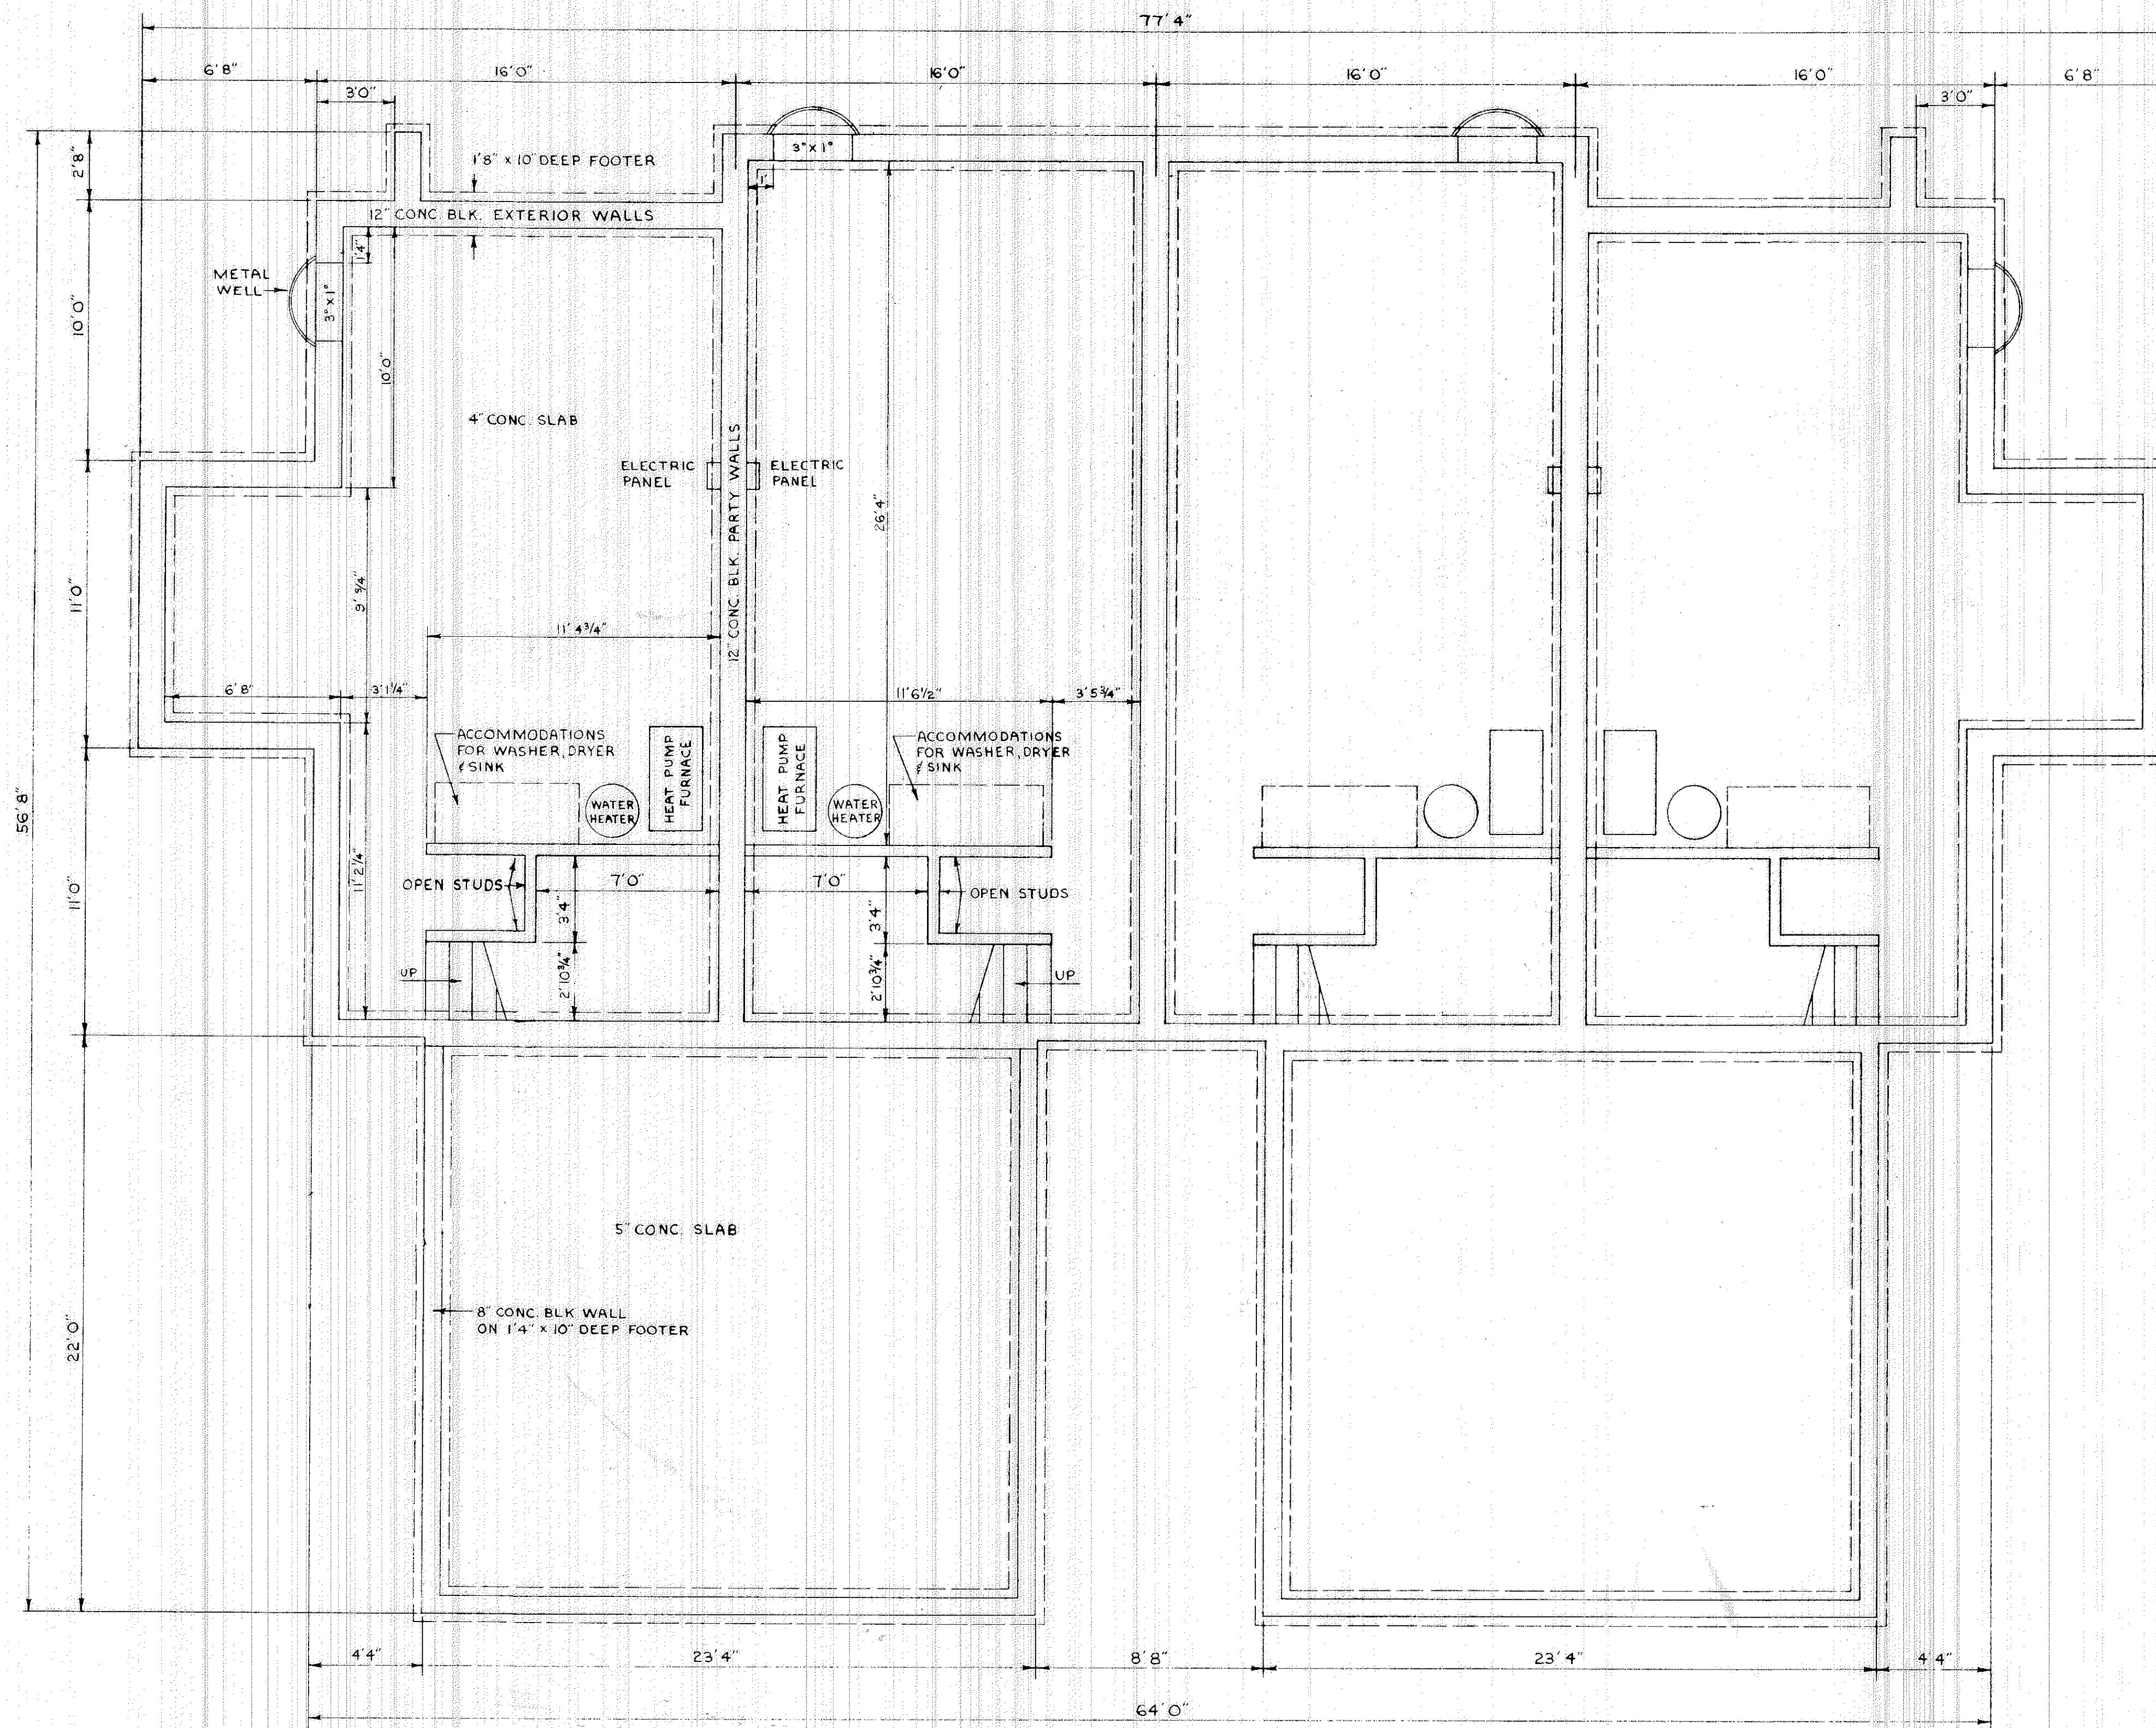 77'4"
6'8"
16'0"
16'0"
16'0"
16'0"
6'8"
3'0"
3'0"
2'8"
1'8" x 10" DEEP FOOTER
3⁰x1⁰
1'
12" CONC. BLK. EXTERIOR WALLS
1'4"
METAL
WELL
3⁰x1⁰
10'0"
10'0"
4" CONC. SLAB
12" CONC. BLK. PARTY WALLS
ELECTRIC
PANEL
ELECTRIC
PANEL
26'4"
11'0"
9' 3/4"
11' 4 3/4"
6'8"
3'1 1/4"
11'6 1/2"
3'5 3/4"
ACCOMMODATIONS
FOR WASHER, DRYER
& SINK
HEAT PUMP
FURNACE
HEAT PUMP
FURNACE
ACCOMMODATIONS
FOR WASHER, DRYER
& SINK
WATER
HEATER
WATER
HEATER
56'8"
11'0"
11'2 1/4"
OPEN STUDS
7'0"
7'0"
OPEN STUDS
3'4"
3'4"
UP
2'10 3/4"
2'10 3/4"
UP
5" CONC. SLAB
8" CONC. BLK WALL
ON 1'4" x 10" DEEP FOOTER
22'0"
4'4"
23'4"
8'8"
23'4"
4'4"
64'0"